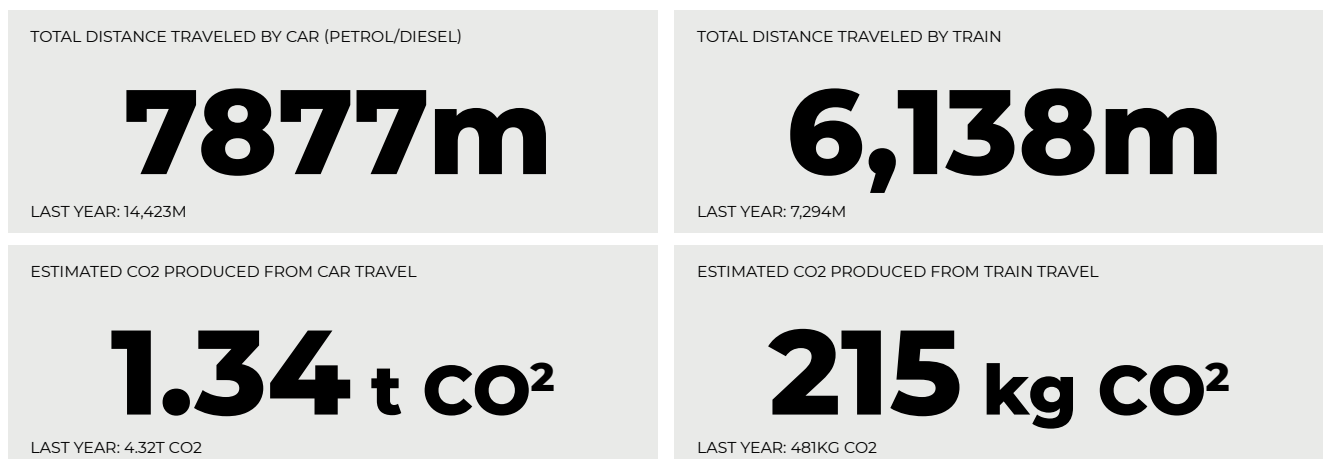 TOTAL DISTANCE TRAVELED BY CAR (PETROL/DIESEL)
7877m
LAST YEAR: 14,423M
TOTAL DISTANCE TRAVELED BY TRAIN
6,138m
LAST YEAR: 7,294M
ESTIMATED CO2 PRODUCED FROM CAR TRAVEL
1.34 t CO²
LAST YEAR: 4.32T CO2
ESTIMATED CO2 PRODUCED FROM TRAIN TRAVEL
215 kg CO²
LAST YEAR: 481KG CO2